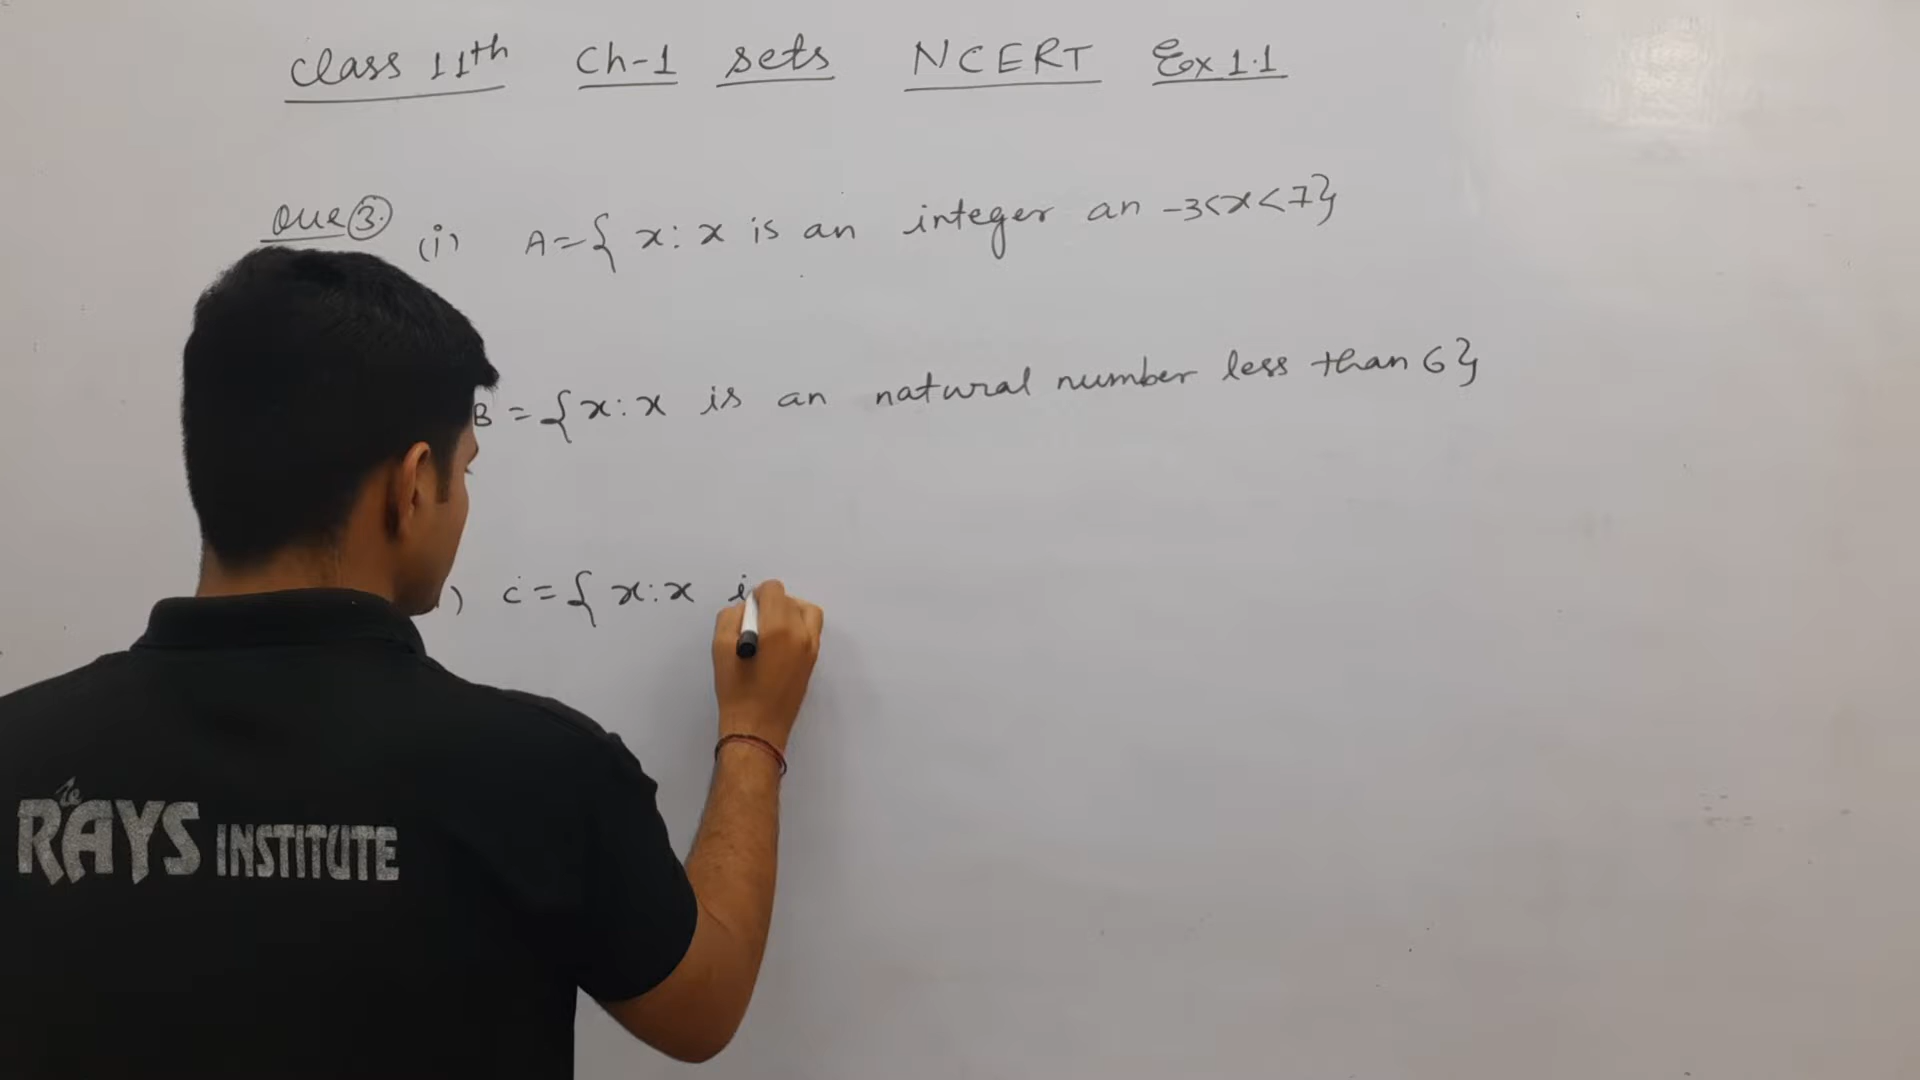 class 11th Ch-1 sets NCERT Ex 1.1
Que 3. (i) A={ x: x is an integer an -3<x<7}
B = {x:x is an natural number less than 6}
) C={ x:x i
le RAYS INSTITUTE